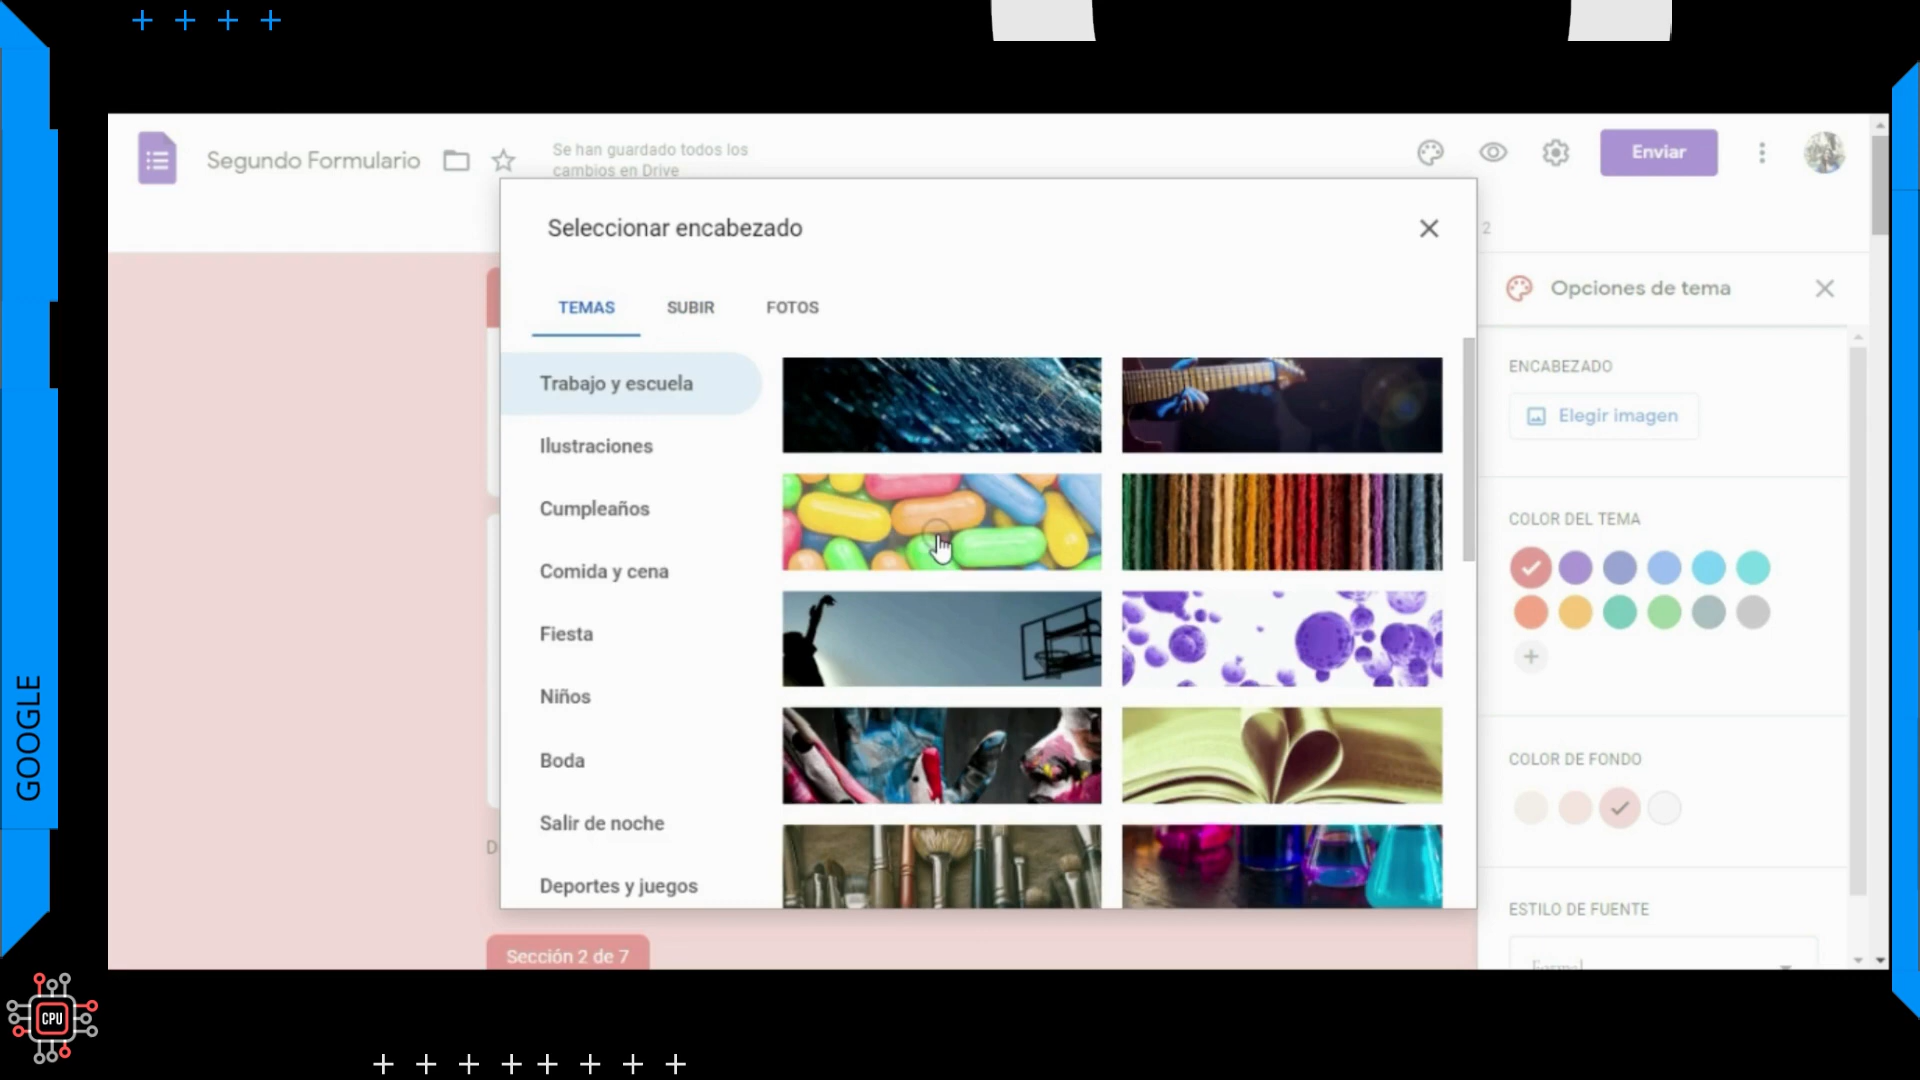 Segundo Formulario
Se han guardado todos los
cambios en Drive
Enviar
Seleccionar encabezado
2
TEMAS
SUBIR
FOTOS
Opciones de tema
Trabajo y escuela
Ilustraciones
Cumpleaños
Comida y cena
Fiesta
Niños
Boda
Salir de noche
Deportes y juegos
ENCABEZADO
Elegir imagen
COLOR DEL TEMA
COLOR DE FONDO
ESTILO DE FUENTE
Formal
D
Sección 2 de 7
GOOGLE
CPU